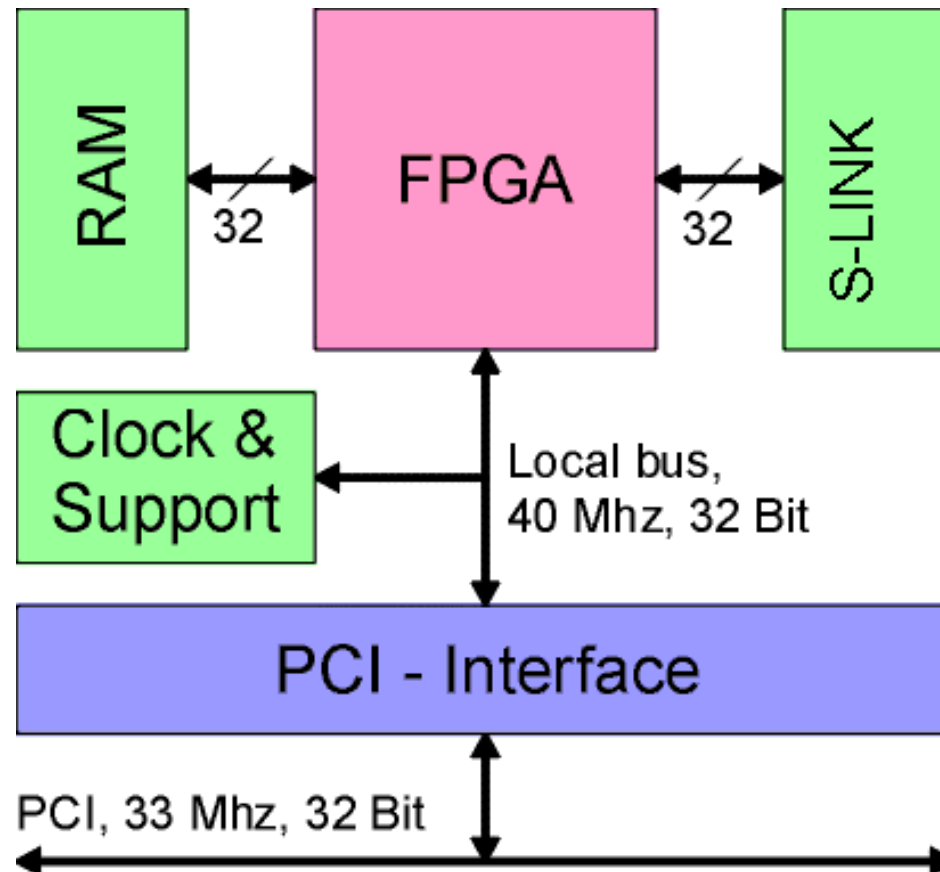 RAM
32
FPGA
32
S-LINK
Clock &
Support
Local bus,
40 Mhz, 32 Bit
PCI - Interface
PCI, 33 Mhz, 32 Bit